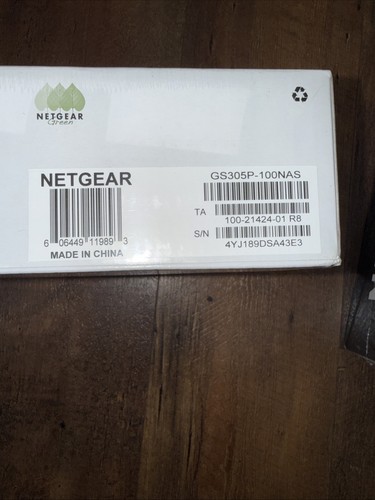 NETGEAR
Green
NETGEAR
GS305P-100NAS
TA
100-21424-01 R8
6 06449 11989 3
S/N
4YJ189DSA43E3
MADE IN CHINA